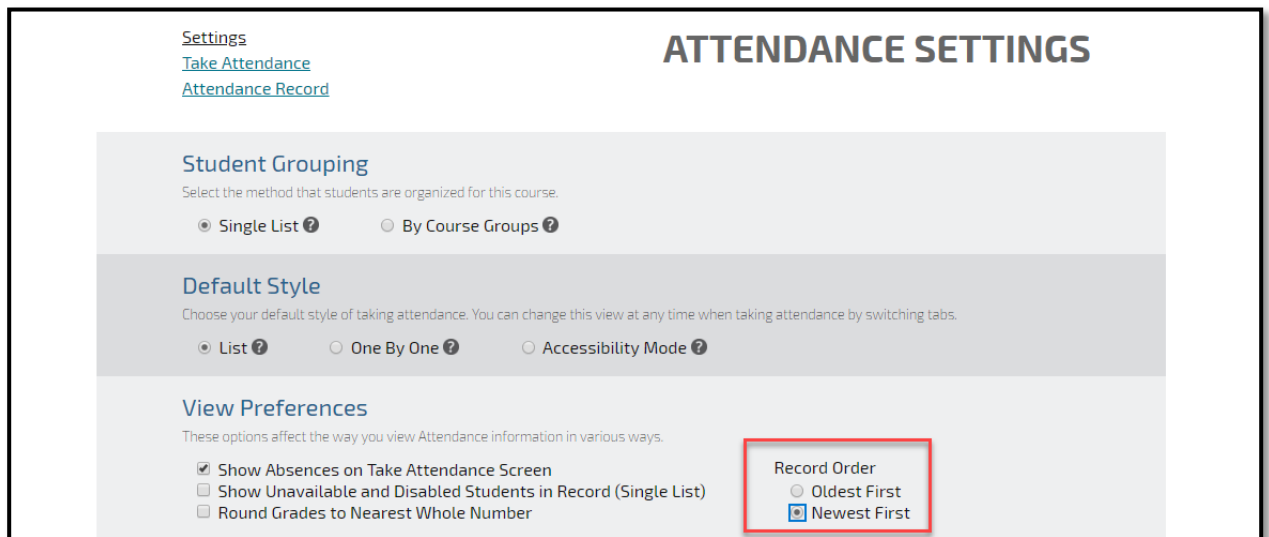 Settings
Take Attendance
Attendance Record
ATTENDANCE SETTINGS
Student Grouping
Select the method that students are organized for this course.
Single List ?
By Course Groups ?
Default Style
Choose your default style of taking attendance. You can change this view at any time when taking attendance by switching tabs.
List ?
One By One ?
Accessibility Mode ?
View Preferences
These options affect the way you view Attendance information in various ways.
Show Absences on Take Attendance Screen
Show Unavailable and Disabled Students in Record (Single List)
Round Grades to Nearest Whole Number
Record Order
Oldest First
Newest First